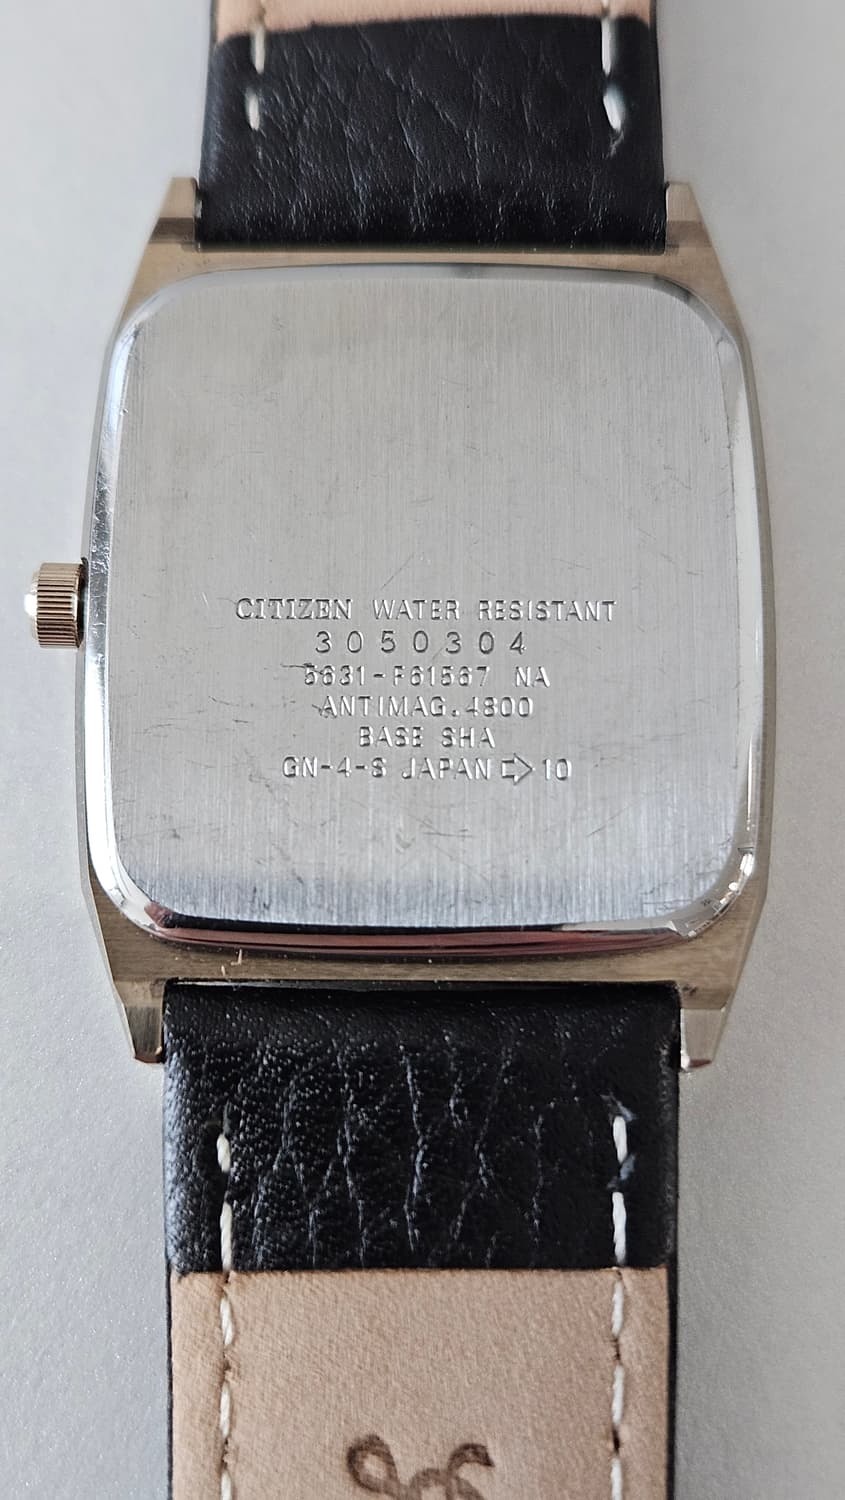 CITIZEN WATER RESISTANT
3050304
5631-F61567 NA
ANTIMAG.4800
BASE SHA
GN-4-S JAPAN ⇨ 10